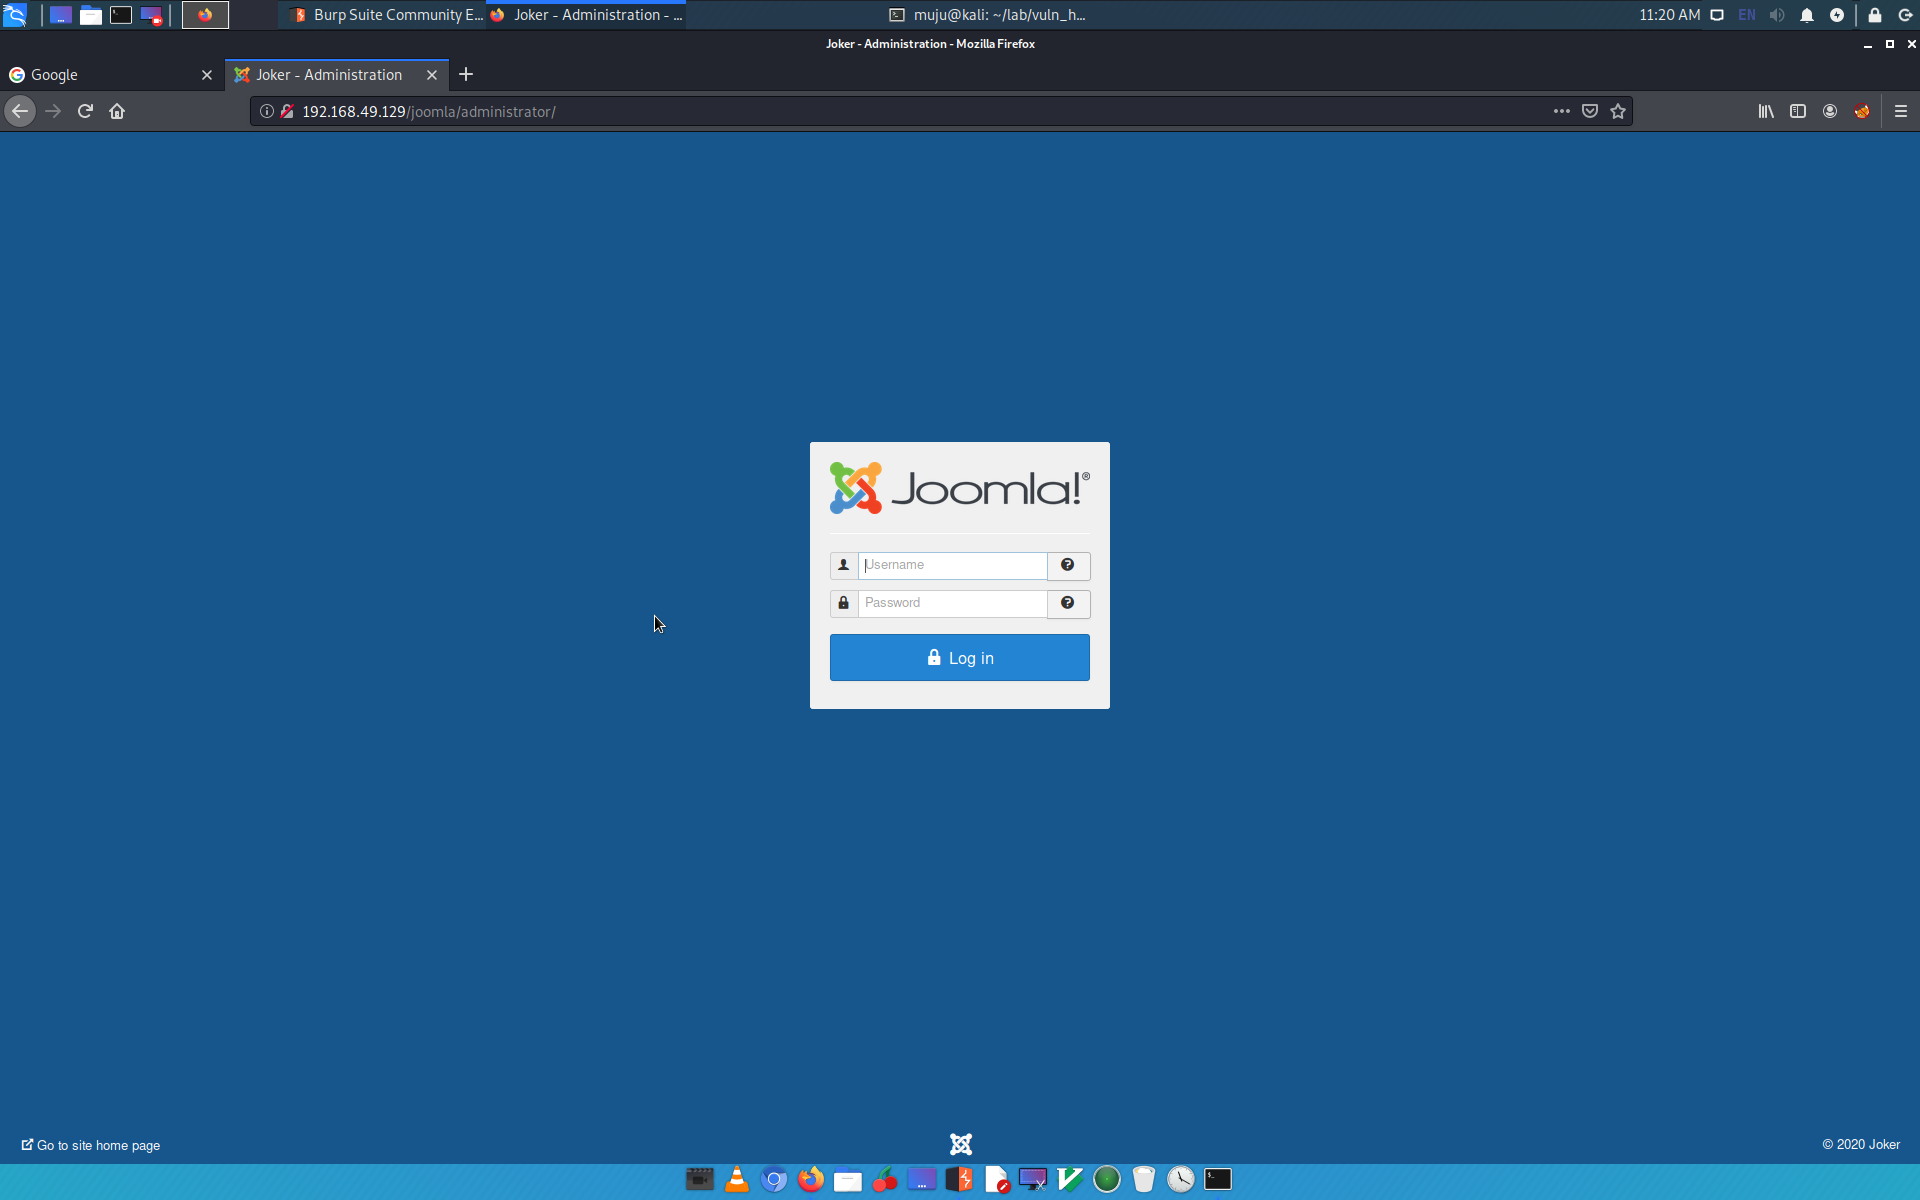 Burp Suite Community E...
Joker - Administration - ...
muju@kali: ~/lab/vuln_h...
11:20 AM
EN
Joker - Administration - Mozilla Firefox
Google
Joker - Administration
192.168.49.129/joomla/administrator/
Joomla!®
Username
Password
Log in
Go to site home page
© 2020 Joker